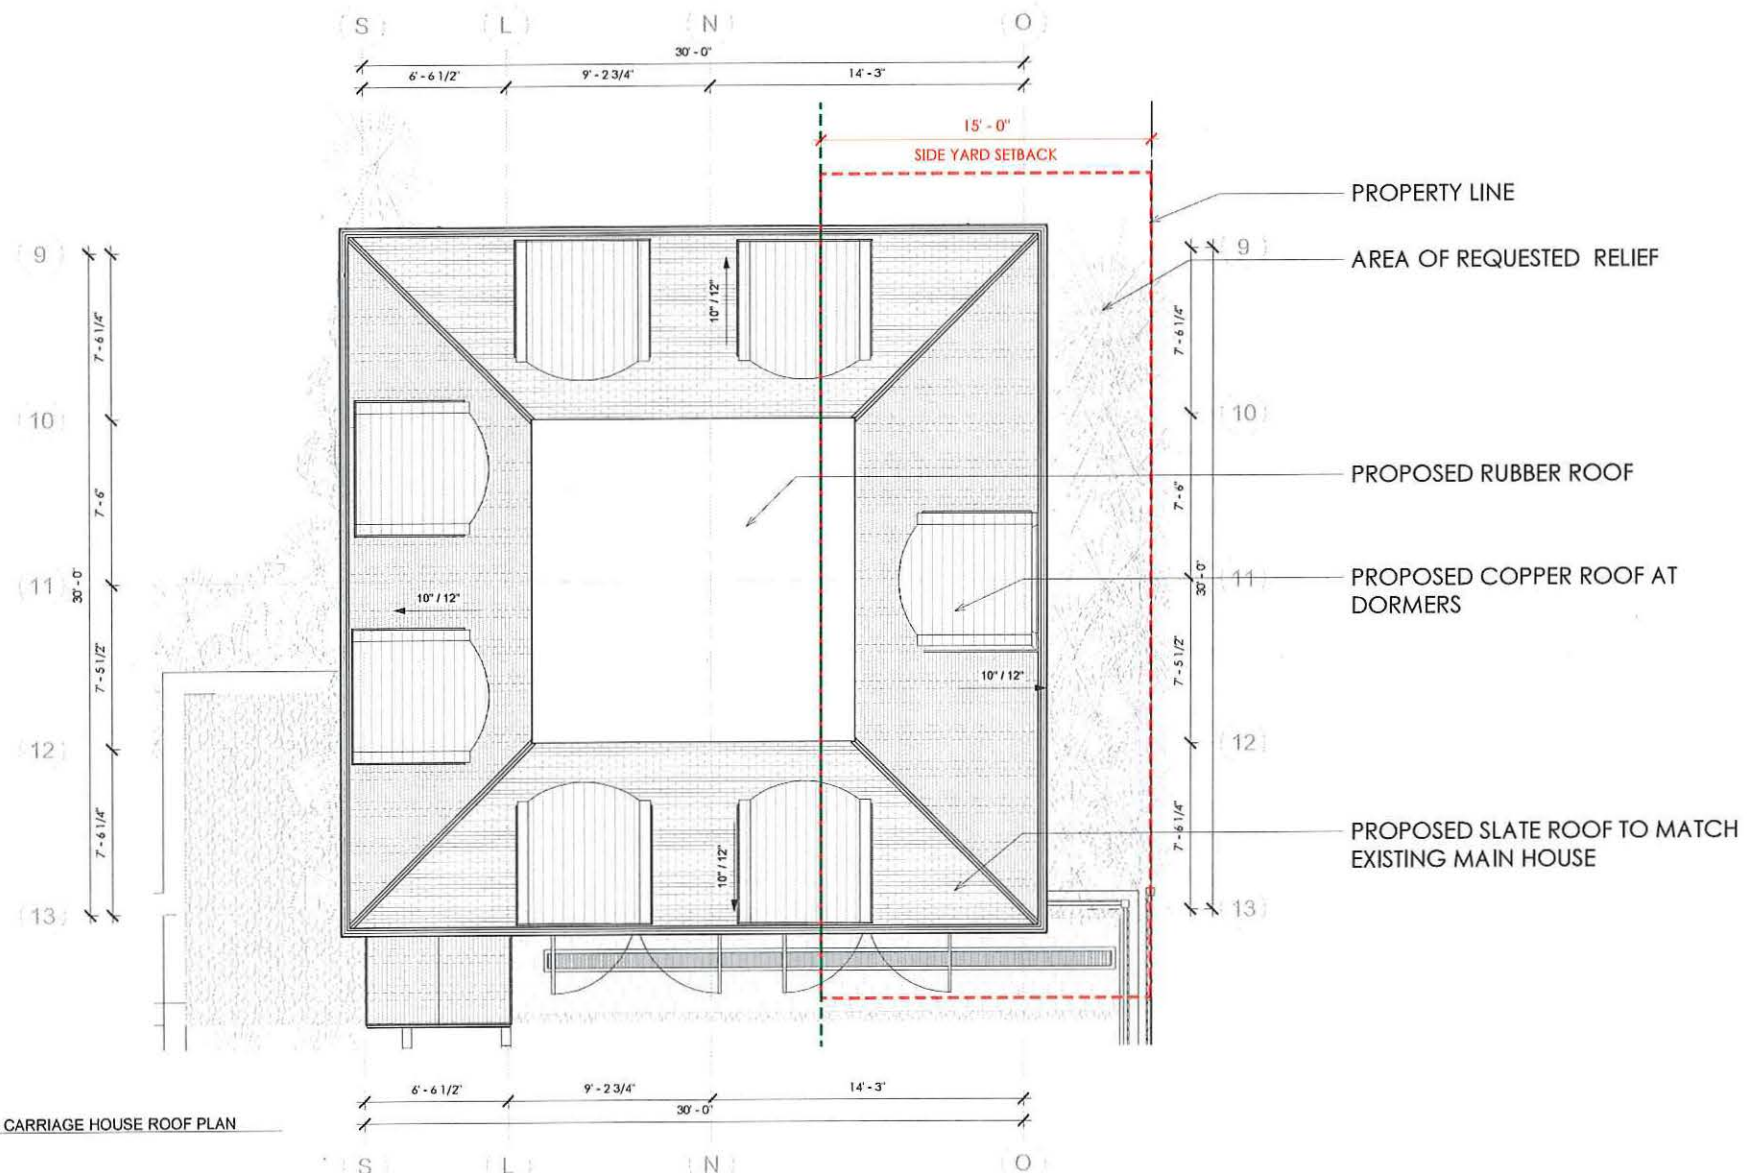 S L N O
30' - 0"
6' - 6 1/2" 9' - 2 3/4" 14' - 3"
15' - 0"
SIDE YARD SETBACK
PROPERTY LINE
9 9
AREA OF REQUESTED RELIEF
7' - 6 1/4" 10" / 12" 7' - 6 1/4"
10 10
PROPOSED RUBBER ROOF
7' - 6" 7' - 6"
11 30' - 0" 30' - 0" 11
PROPOSED COPPER ROOF AT
DORMERS
10" / 12"
7' - 5 1/2" 7' - 5 1/2"
10" / 12"
12 12
7' - 6 1/4" 7' - 6 1/4"
PROPOSED SLATE ROOF TO MATCH
EXISTING MAIN HOUSE
10" / 12"
13 13
6' - 6 1/2" 9' - 2 3/4" 14' - 3"
30' - 0"
CARRIAGE HOUSE ROOF PLAN
S L N O